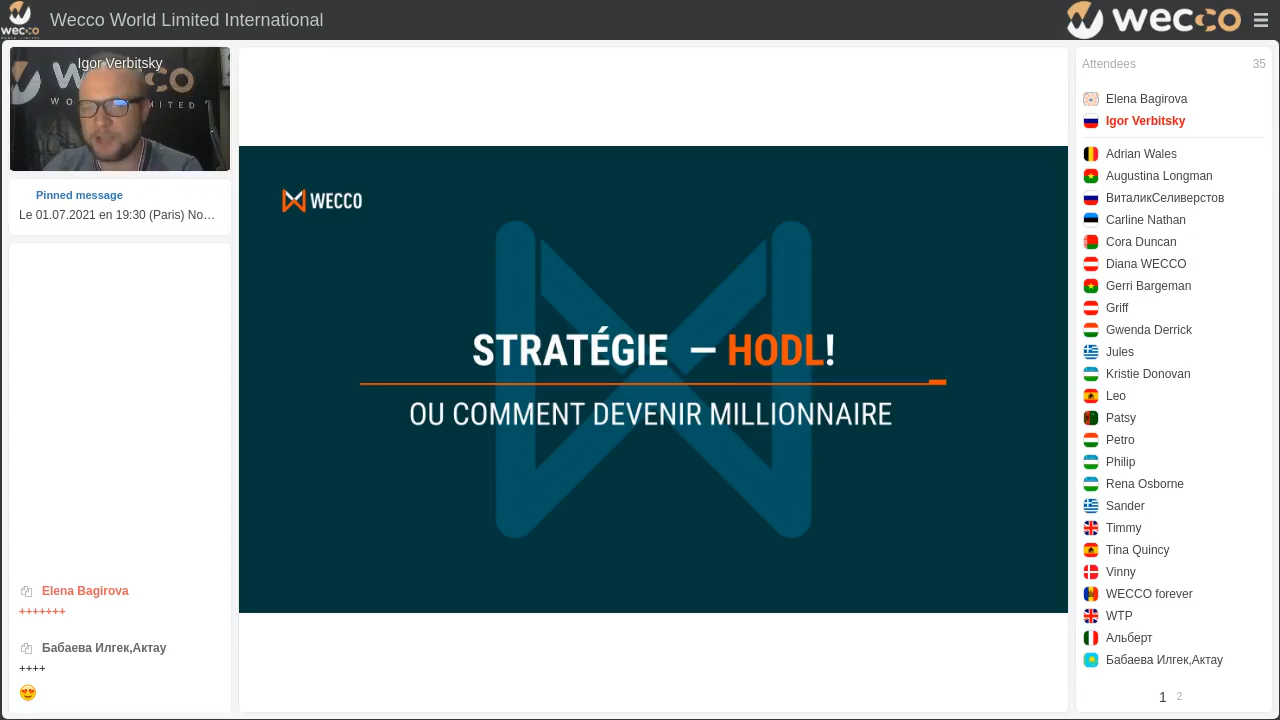 wecco
Wecco World Limited International
wecco
Igor Verbitsky
Pinned message
Le 01.07.2021 en 19:30 (Paris) No…
Elena Bagirova
+++++++
Бабаева Илгек,Актау
++++
WECCO
STRATÉGIE – HODL!
OU COMMENT DEVENIR MILLIONNAIRE
Attendees 35
Elena Bagirova
Igor Verbitsky
Adrian Wales
Augustina Longman
ВиталикСеливерстов
Carline Nathan
Cora Duncan
Diana WECCO
Gerri Bargeman
Griff
Gwenda Derrick
Jules
Kristie Donovan
Leo
Patsy
Petro
Philip
Rena Osborne
Sander
Timmy
Tina Quincy
Vinny
WECCO forever
WTP
Альберт
Бабаева Илгек,Актау
1 2